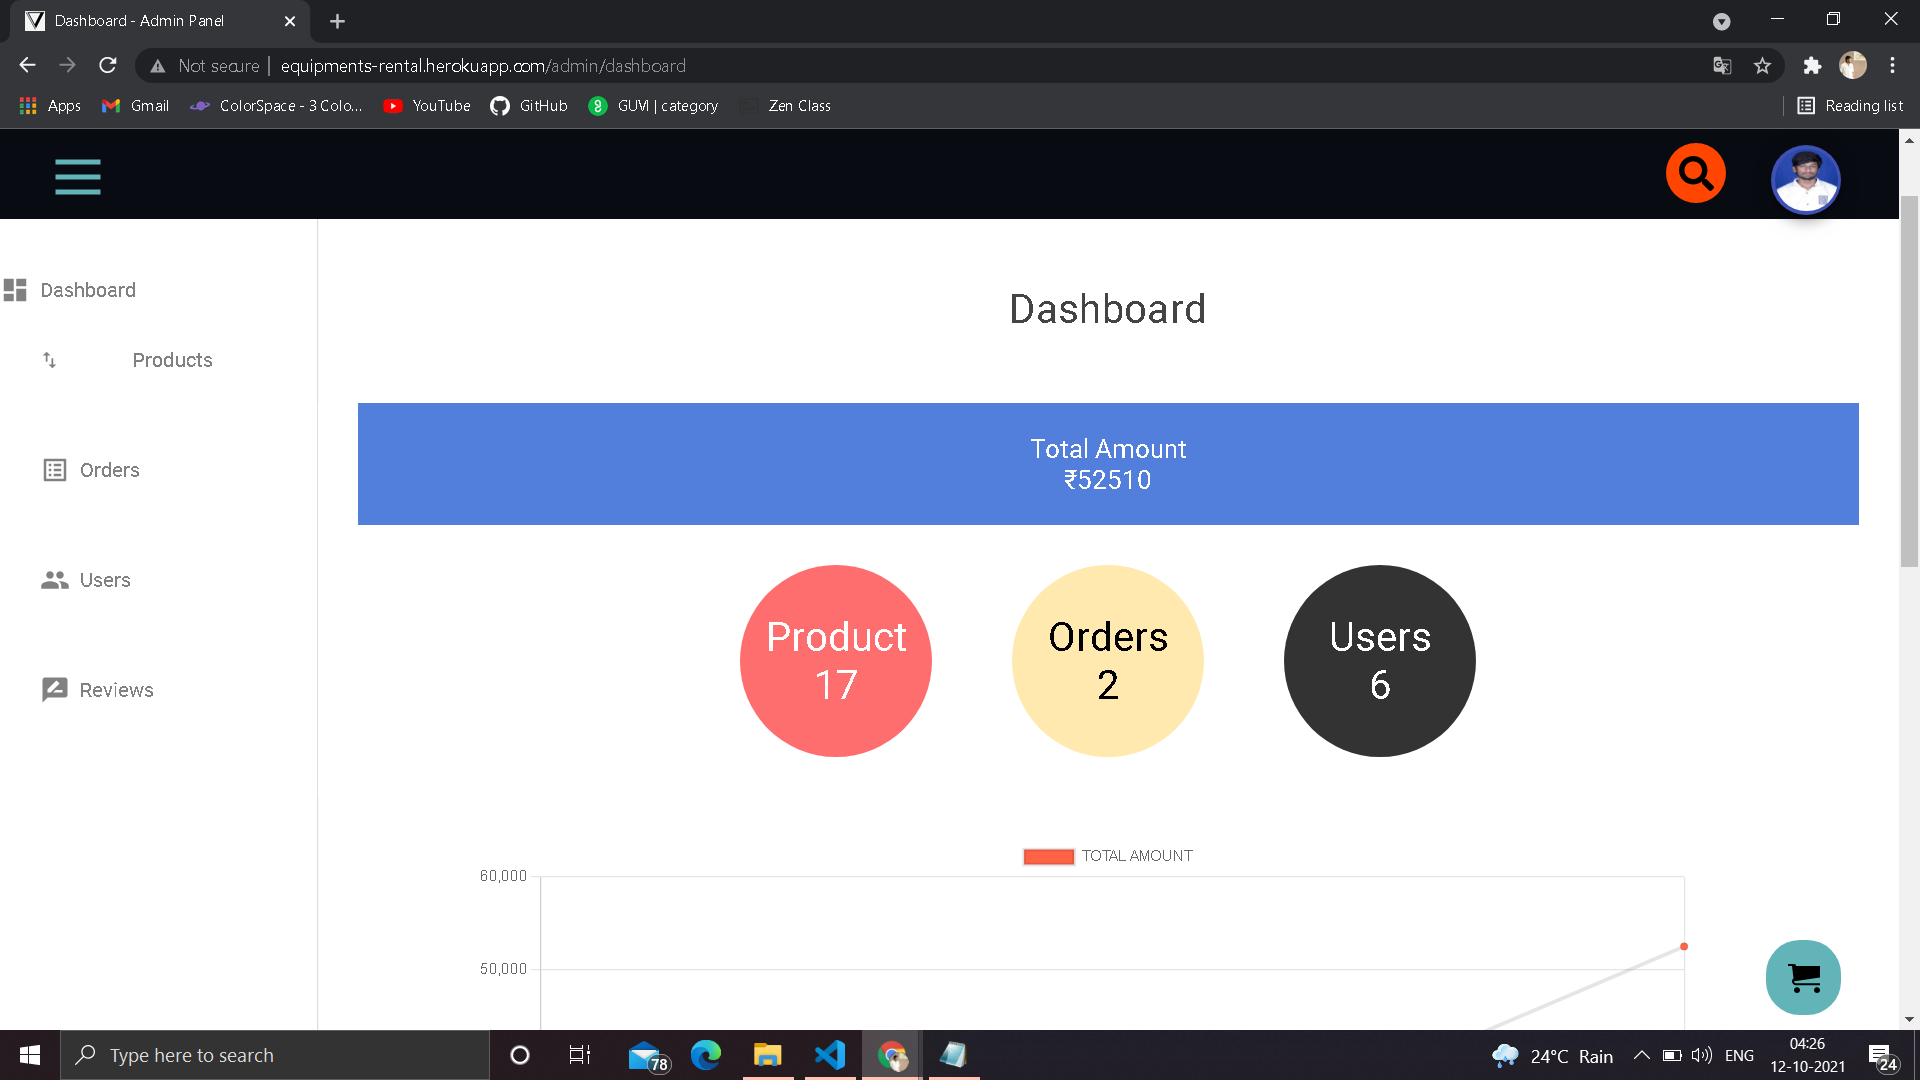 Dashboard - Admin Panel
Not secure | equipments-rental.herokuapp.com/admin/dashboard
Apps
Gmail
ColorSpace - 3 Colo...
YouTube
GitHub
GUVI | category
Zen Class
Reading list
Dashboard
Products
Orders
Users
Reviews
Dashboard
Total Amount
₹52510
Product
17
Orders
2
Users
6
TOTAL AMOUNT
60,000
50,000
Type here to search
78
24°C Rain
ENG
04:26
12-10-2021
24